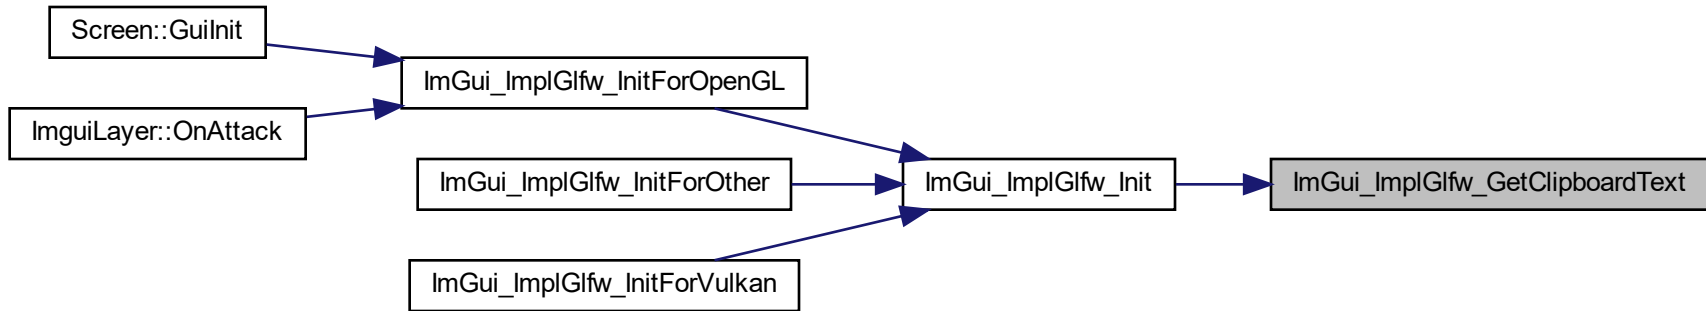 Screen::GuiInit
ImGui_ImplGlfw_InitForOpenGL
ImguiLayer::OnAttack
ImGui_ImplGlfw_InitForOther
ImGui_ImplGlfw_Init
ImGui_ImplGlfw_GetClipboardText
ImGui_ImplGlfw_InitForVulkan